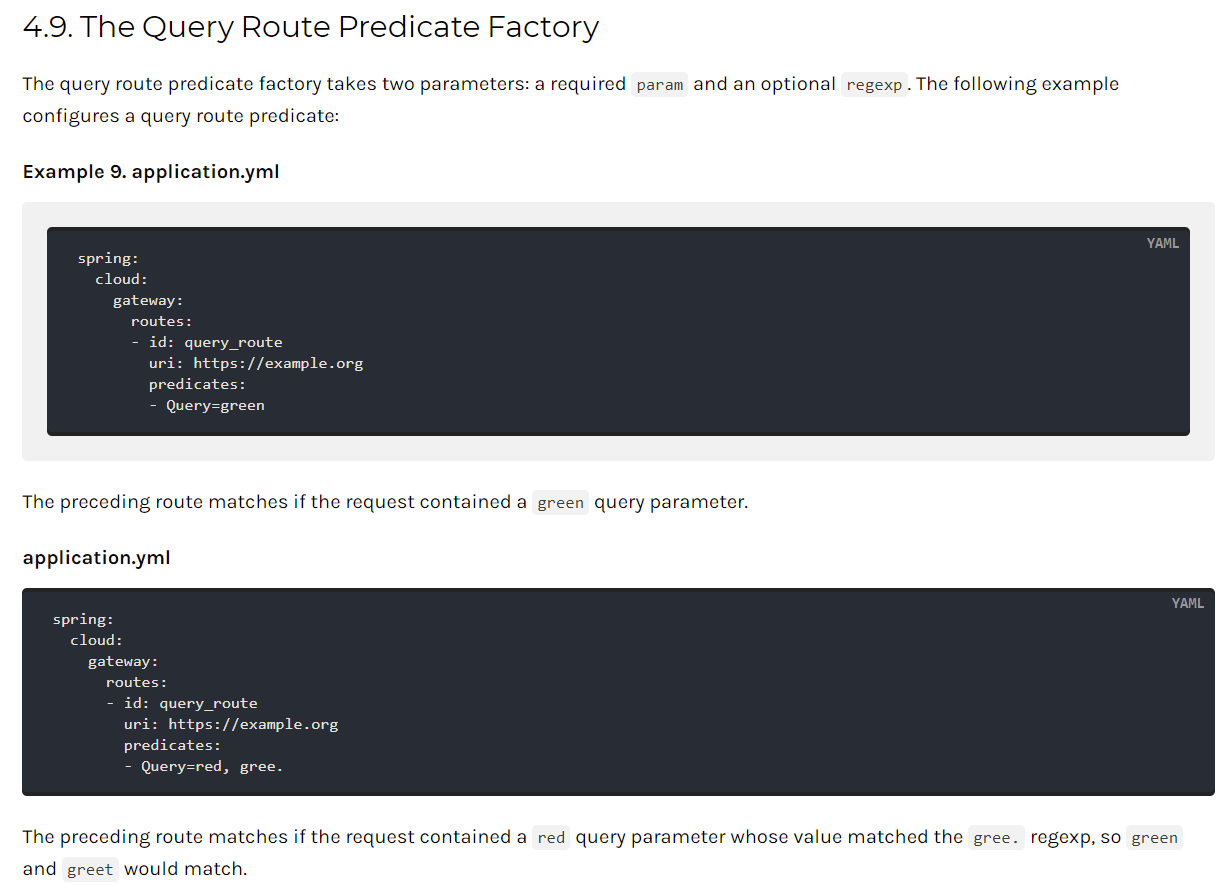 4.9. The Query Route Predicate Factory
The query route predicate factory takes two parameters: a required param and an optional regexp. The following example
configures a query route predicate:
Example 9. application.yml
YAML
spring:
  cloud:
    gateway:
      routes:
      - id: query_route
        uri: https://example.org
        predicates:
        - Query=green
The preceding route matches if the request contained a green query parameter.
application.yml
YAML
spring:
  cloud:
    gateway:
      routes:
      - id: query_route
        uri: https://example.org
        predicates:
        - Query=red, gree.
The preceding route matches if the request contained a red query parameter whose value matched the gree. regexp, so green
and greet would match.